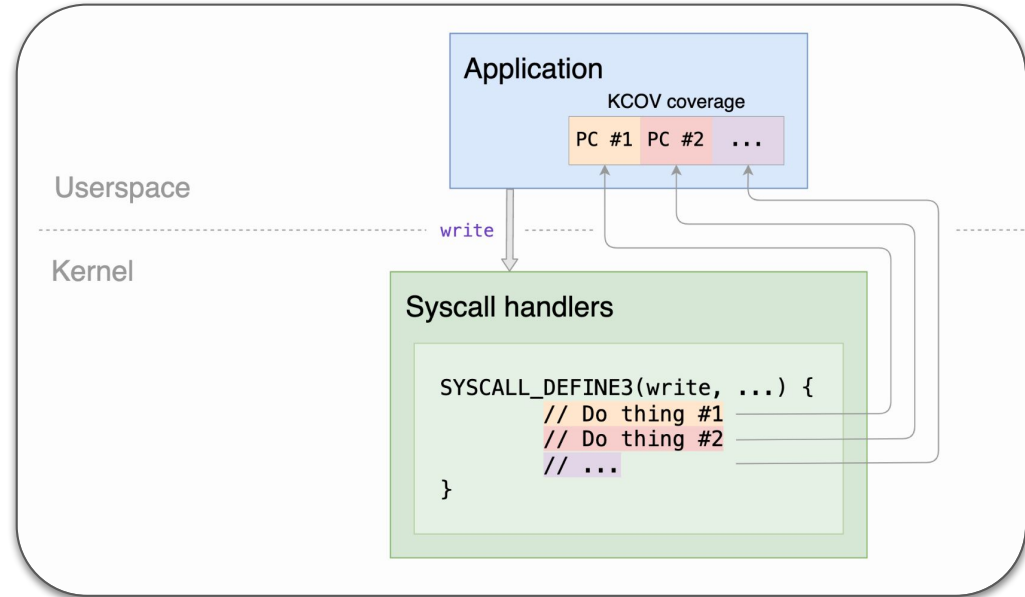 Application
KCOV coverage
PC #1 PC #2 ...
Userspace
write
Kernel
Syscall handlers
SYSCALL_DEFINE3(write, ...) {
// Do thing #1
// Do thing #2
// ...
}